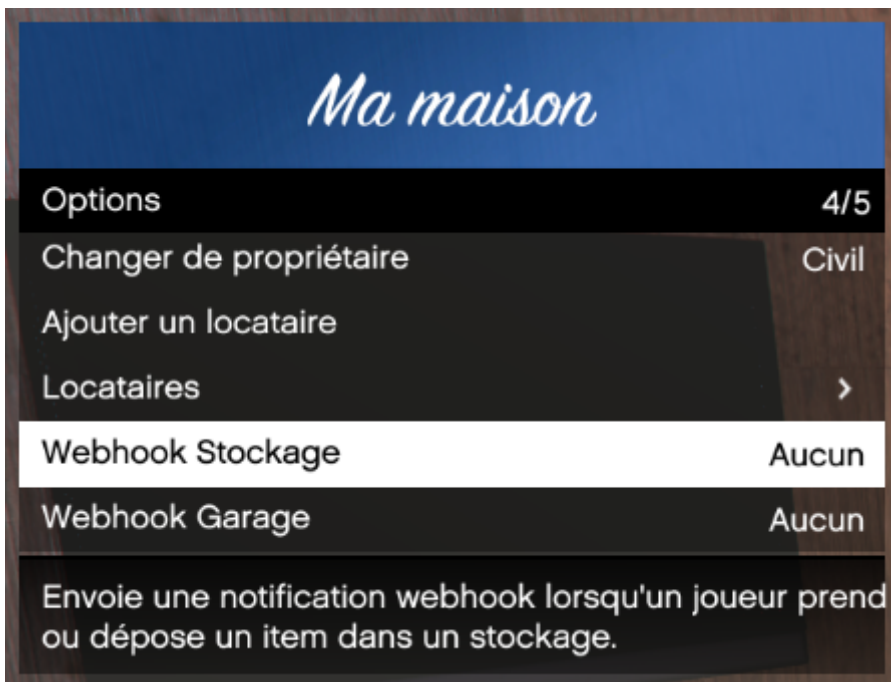 Ma maison
Options 4/5
Changer de propriétaire Civil
Ajouter un locataire
Locataires >
Webhook Stockage Aucun
Webhook Garage Aucun
Envoie une notification webhook lorsqu'un joueur prend
ou dépose un item dans un stockage.